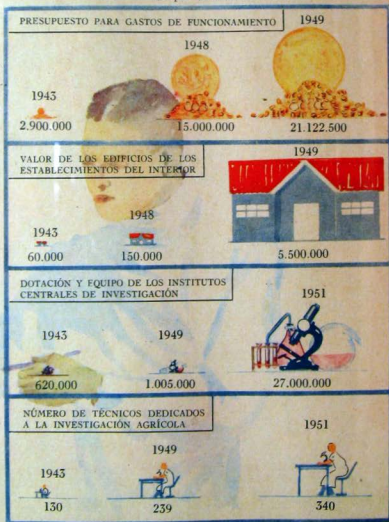 PRESUPUESTO PARA GASTOS DE FUNCIONAMIENTO
1949
1948
1943
2.900.000 15.000.000 21.122.500
VALOR DE LOS EDIFICIOS DE LOS
ESTABLECIMIENTOS DEL INTERIOR
1949
1948
1943
60.000 150.000 5.500.000
DOTACIÓN Y EQUIPO DE LOS INSTITUTOS
CENTRALES DE INVESTIGACIÓN
1951
1943 1949
620,000 1.005.000 27.000.000
NÚMERO DE TÉCNICOS DEDICADOS
A LA INVESTIGACIÓN AGRÍCOLA
1951
1949
1943
130 239 340